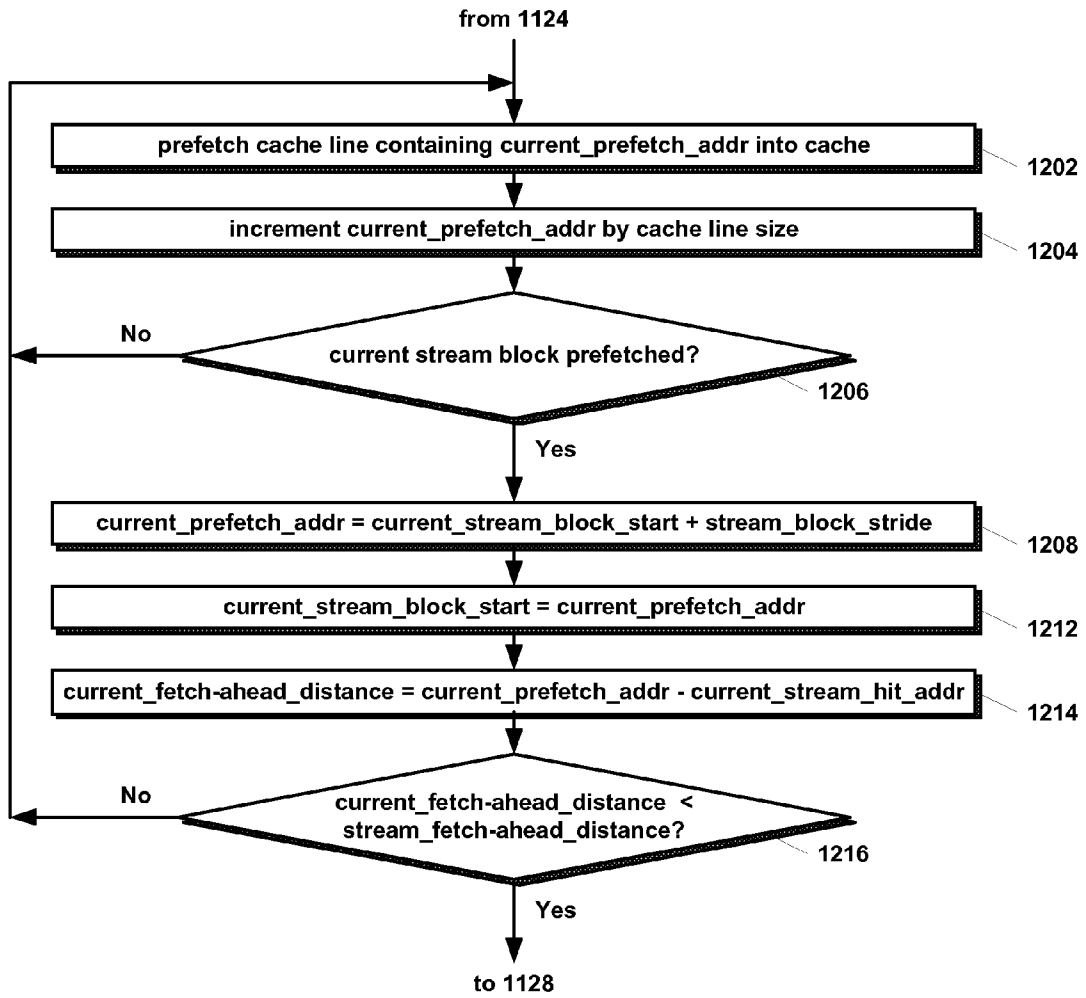 from 1124
prefetch cache line containing current_prefetch_addr into cache
1202
increment current_prefetch_addr by cache line size
1204
No
current stream block prefetched?
1206
Yes
current_prefetch_addr = current_stream_block_start + stream_block_stride
1208
current_stream_block_start = current_prefetch_addr
1212
current_fetch-ahead_distance = current_prefetch_addr - current_stream_hit_addr
1214
No
current_fetch-ahead_distance <
stream_fetch-ahead_distance?
1216
Yes
to 1128